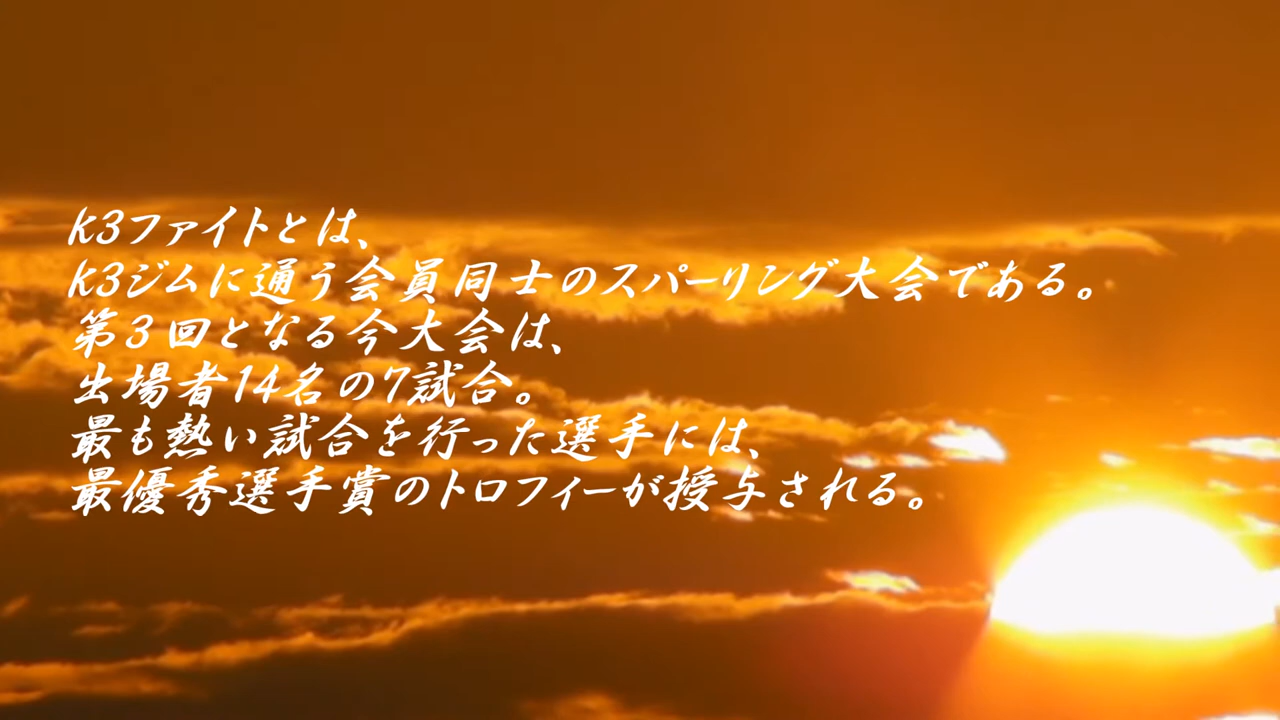 k3ファイトとは、
k3ジムに通う会員同士のスパーリング大会である。
第３回となる今大会は、
出場者14名の7試合。
最も熱い試合を行った選手には、
最優秀選手賞のトロフィーが授与される。